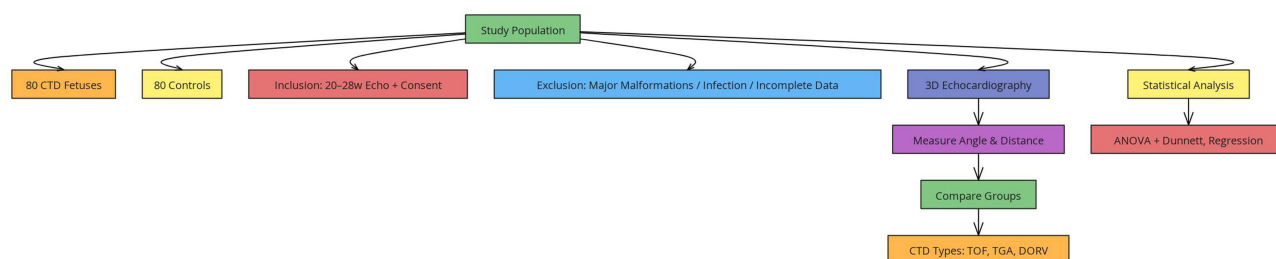 Study Population
80 CTD Fetuses
80 Controls
Inclusion: 20–28w Echo + Consent
Exclusion: Major Malformations / Infection / Incomplete Data
3D Echocardiography
Statistical Analysis
Measure Angle & Distance
ANOVA + Dunnett, Regression
Compare Groups
CTD Types: TOF, TGA, DORV